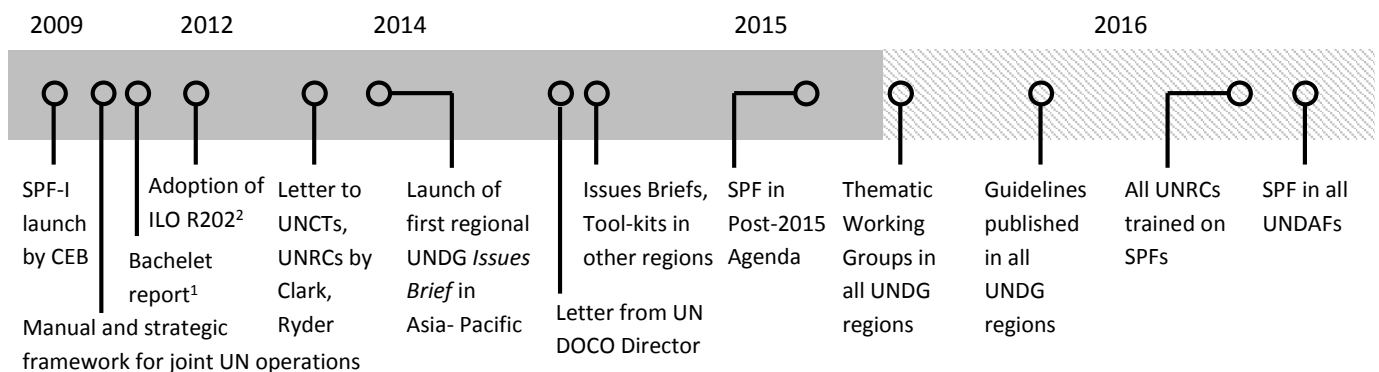 2009
2012
2014
2015
2016
SPF-I
launch
by CEB
Manual and strategic
framework for joint UN operations
Bachelet
report1
Adoption of
ILO R2022
Letter to
UNCTs,
UNRCs by
Clark,
Ryder
Launch of
first regional
UNDG Issues
Brief in
Asia- Pacific
Letter from UN
DOCO Director
Issues Briefs,
Tool-kits in
other regions
SPF in
Post-2015
Agenda
Thematic
Working
Groups in
all UNDG
regions
Guidelines
published
in all
UNDG
regions
All UNRCs
trained on
SPFs
SPF in all
UNDAFs